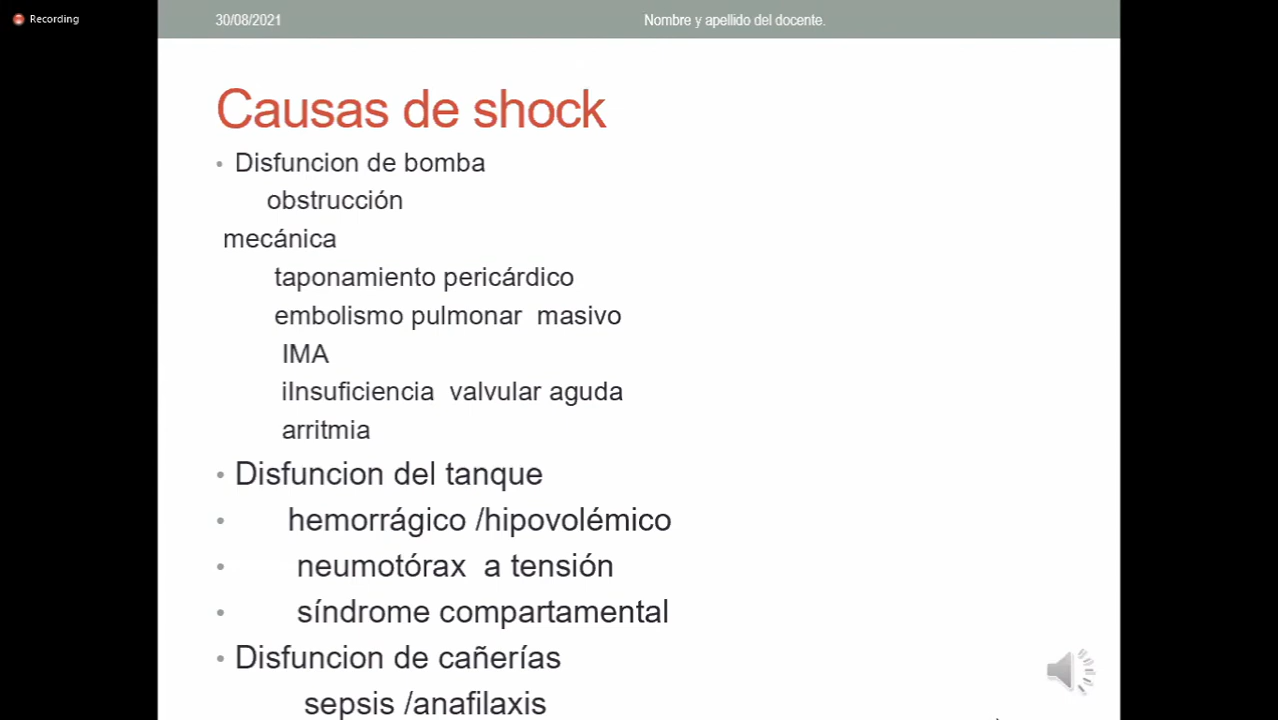 Recording
30/08/2021
Nombre y apellido del docente.
Causas de shock
• Disfuncion de bomba
obstrucción
mecánica
taponamiento pericárdico
embolismo pulmonar masivo
IMA
iInsuficiencia valvular aguda
arritmia
• Disfuncion del tanque
• hemorrágico /hipovolémico
• neumotórax a tensión
• síndrome compartamental
• Disfuncion de cañerías
sepsis /anafilaxis